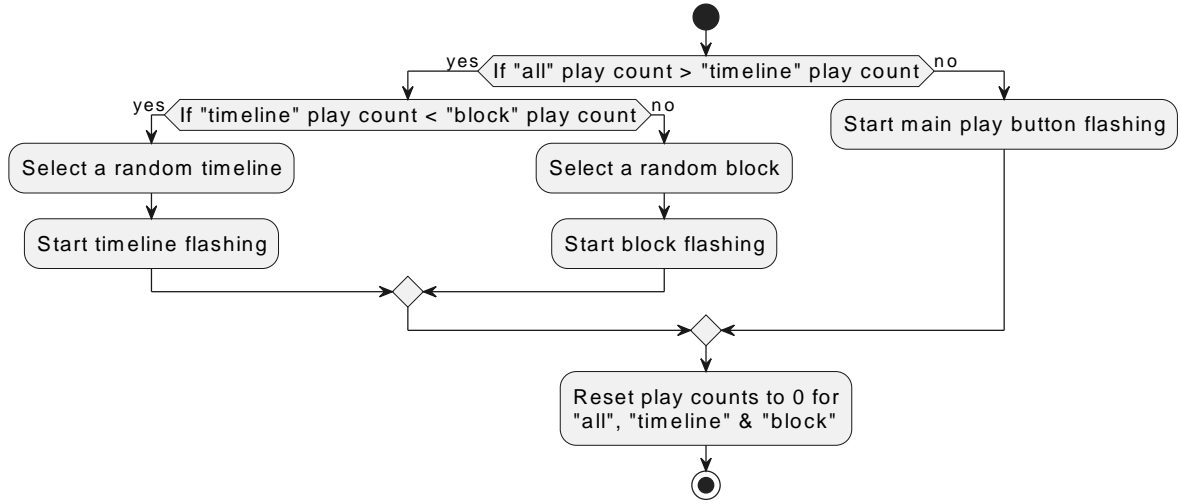 yes
If "all" play count > "timeline" play count
no
yes
If "timeline" play count < "block" play count
no
Start main play button flashing
Select a random timeline
Select a random block
Start timeline flashing
Start block flashing
Reset play counts to 0 for
"all", "timeline" & "block"